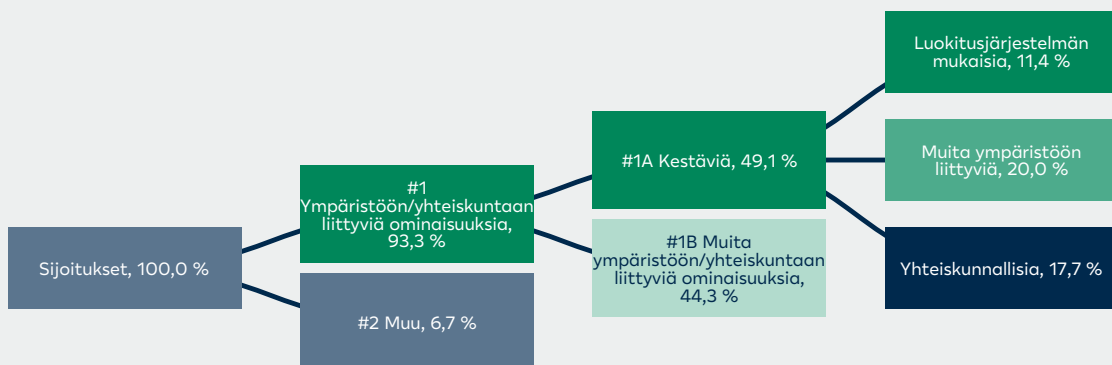 Sijoitukset, 100,0 %
#1
Ympäristöön/yhteiskuntaan
liittyviä ominaisuuksia,
93,3 %
#2 Muu, 6,7 %
#1A Kestäviä, 49,1 %
#1B Muita
ympäristöön/yhteiskuntaan
liittyviä ominaisuuksia,
44,3 %
Luokitusjärjestelmän
mukaisia, 11,4 %
Muita ympäristöön
liittyviä, 20,0 %
Yhteiskunnallisia, 17,7 %